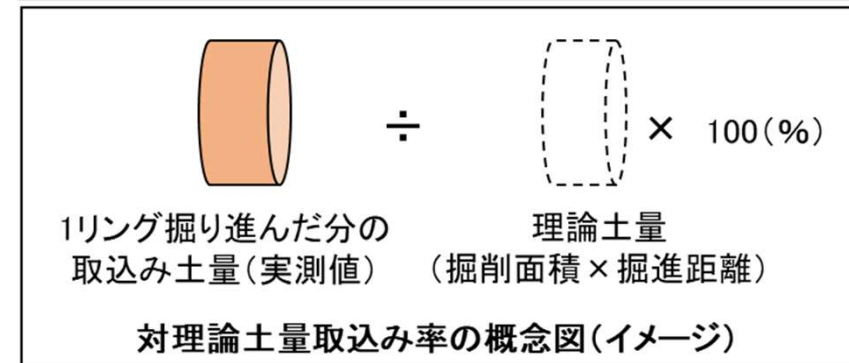 ÷
× 100(%)
1リング掘り進んだ分の
取込み土量(実測値)
理論土量
(掘削面積×掘進距離)
対理論土量取込み率の概念図(イメージ)